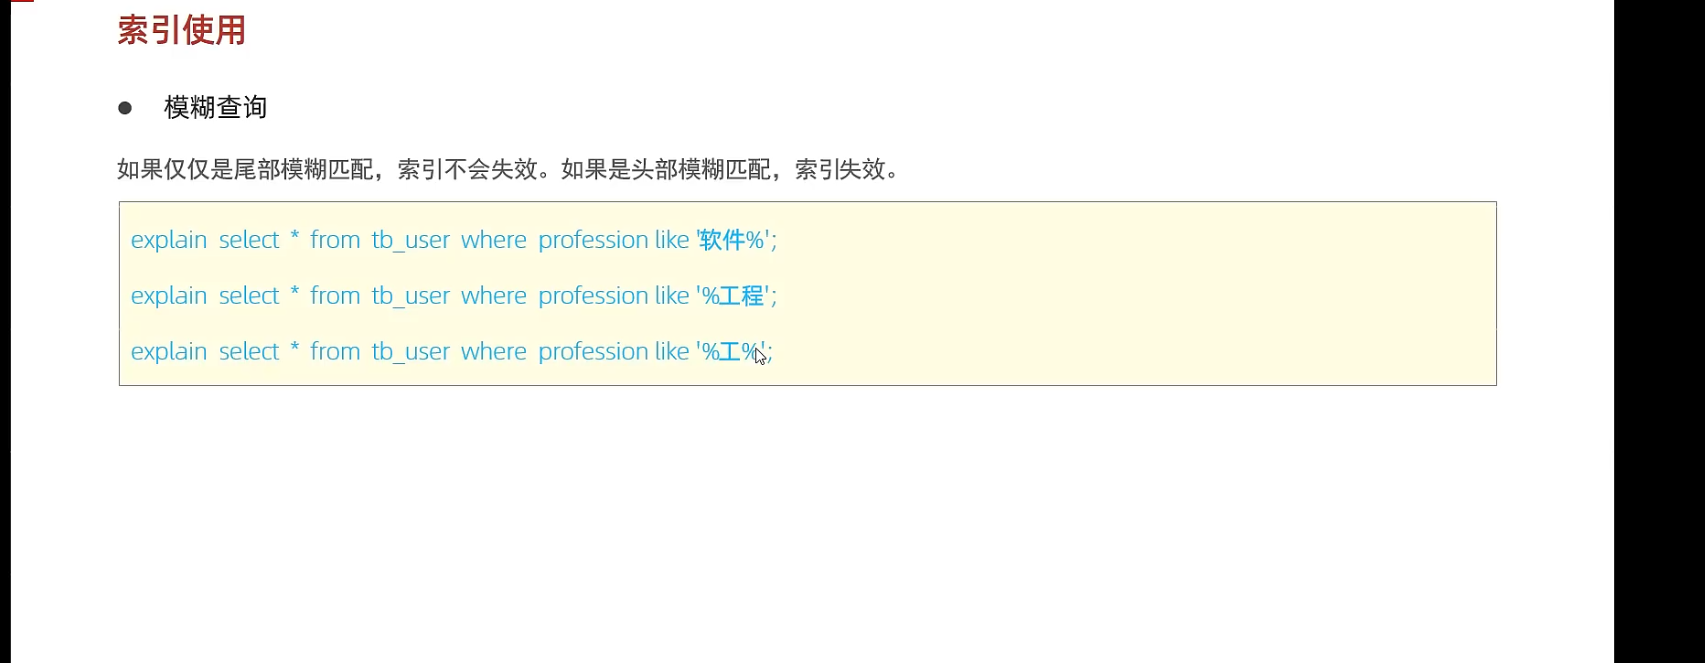 索引使用
● 模糊查询
如果仅仅是尾部模糊匹配，索引不会失效。如果是头部模糊匹配，索引失效。
explain select * from tb_user where profession like '软件%';
explain select * from tb_user where profession like '%工程';
explain select * from tb_user where profession like '%工%';